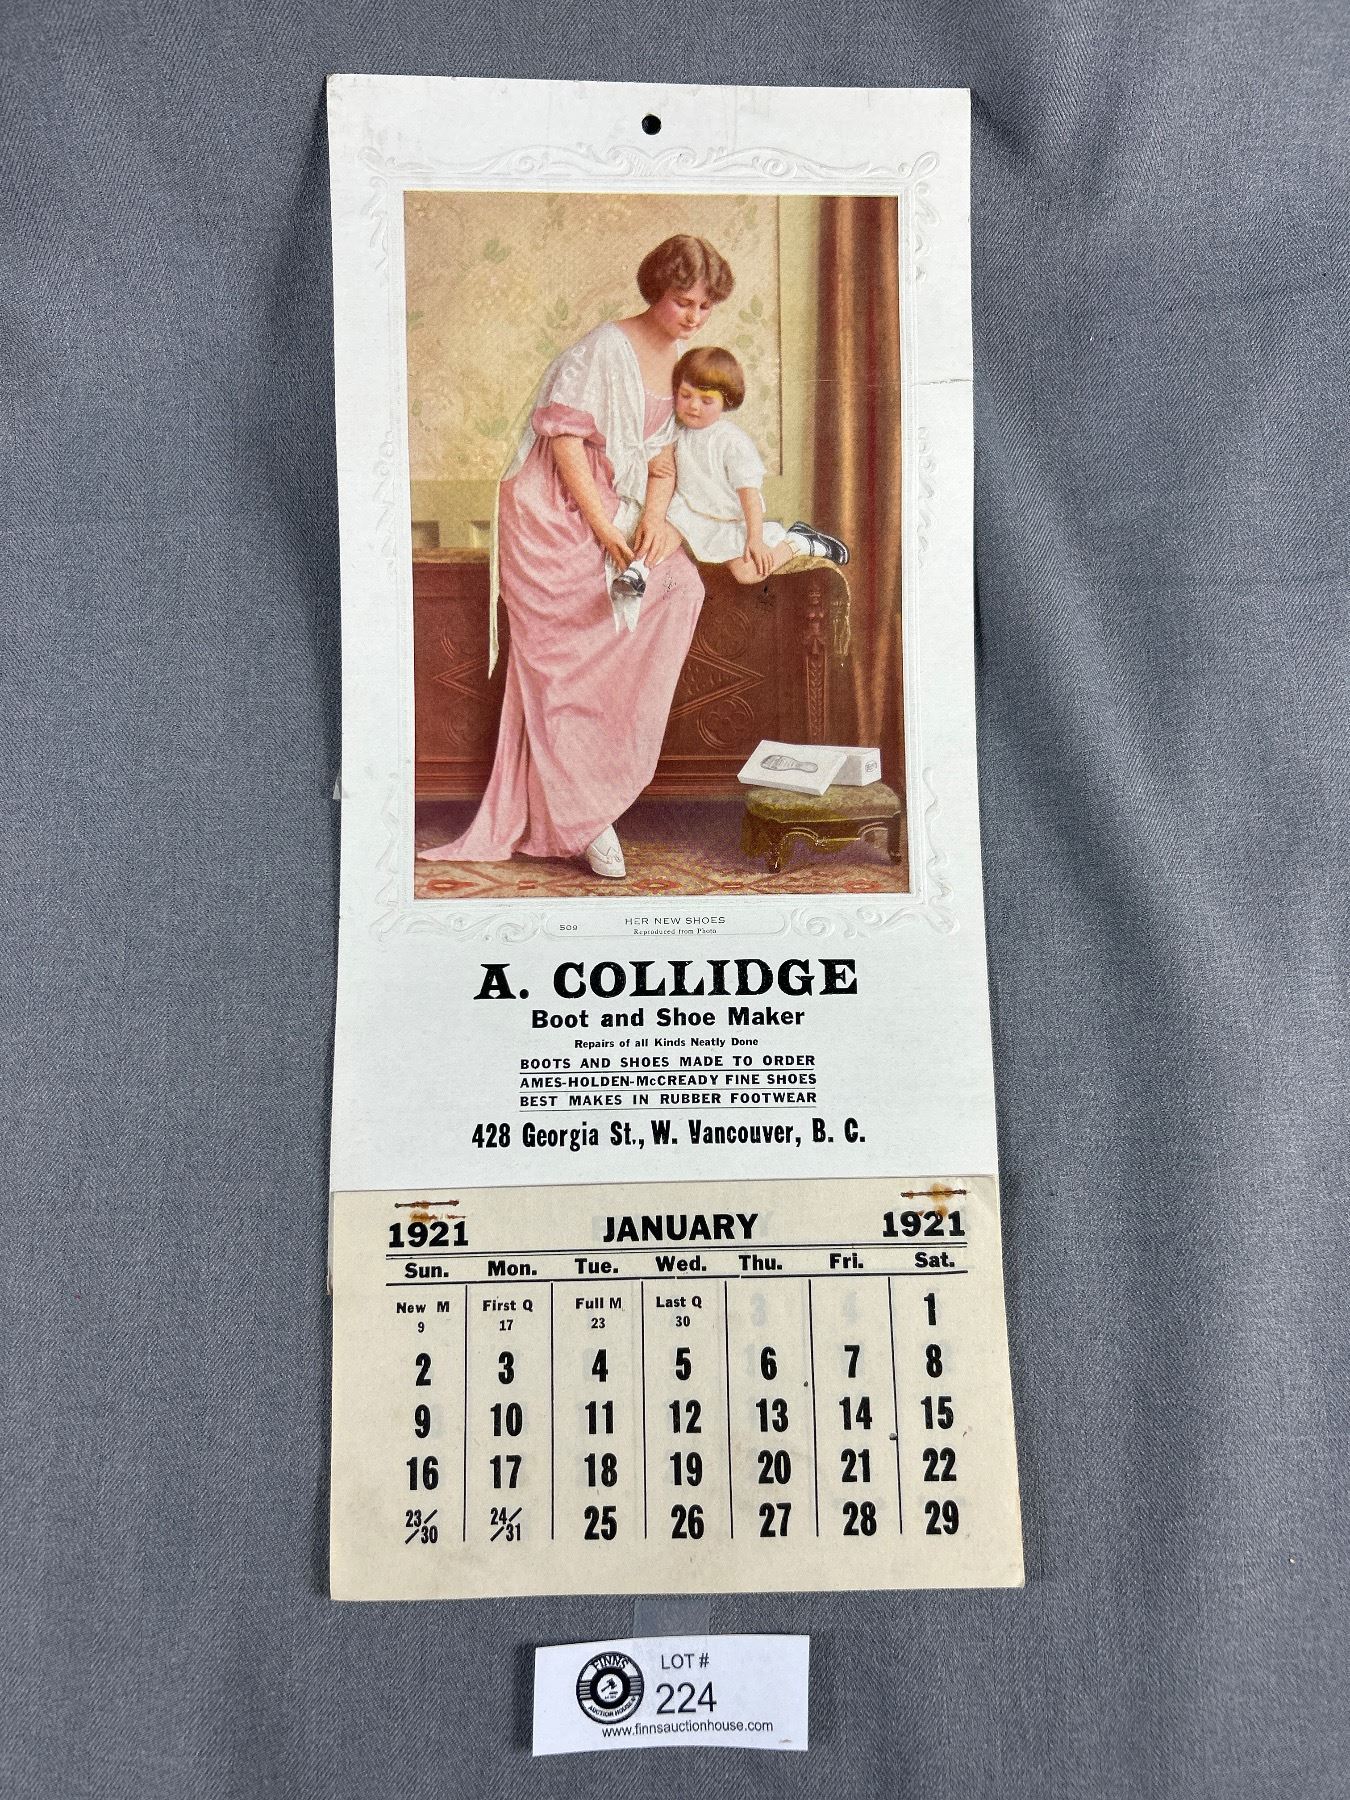 509
HER NEW SHOES
Reproduced from Photo
A. COLLIDGE
Boot and Shoe Maker
Repairs of all Kinds Neatly Done
BOOTS AND SHOES MADE TO ORDER
AMES-HOLDEN-McCREADY FINE SHOES
BEST MAKES IN RUBBER FOOTWEAR
428 Georgia St., W. Vancouver, B. C.
1921 JANUARY 1921
Sun. Mon. Tue. Wed. Thu. Fri. Sat.
New M First Q Full M Last Q 1
9 17 23 30
2 3 4 5 6 7 8
9 10 11 12 13 14 15
16 17 18 19 20 21 22
23/30 24/31 25 26 27 28 29
FINNS
AUCTION HOUSE
LOT #
224
www.finnsauctionhouse.com